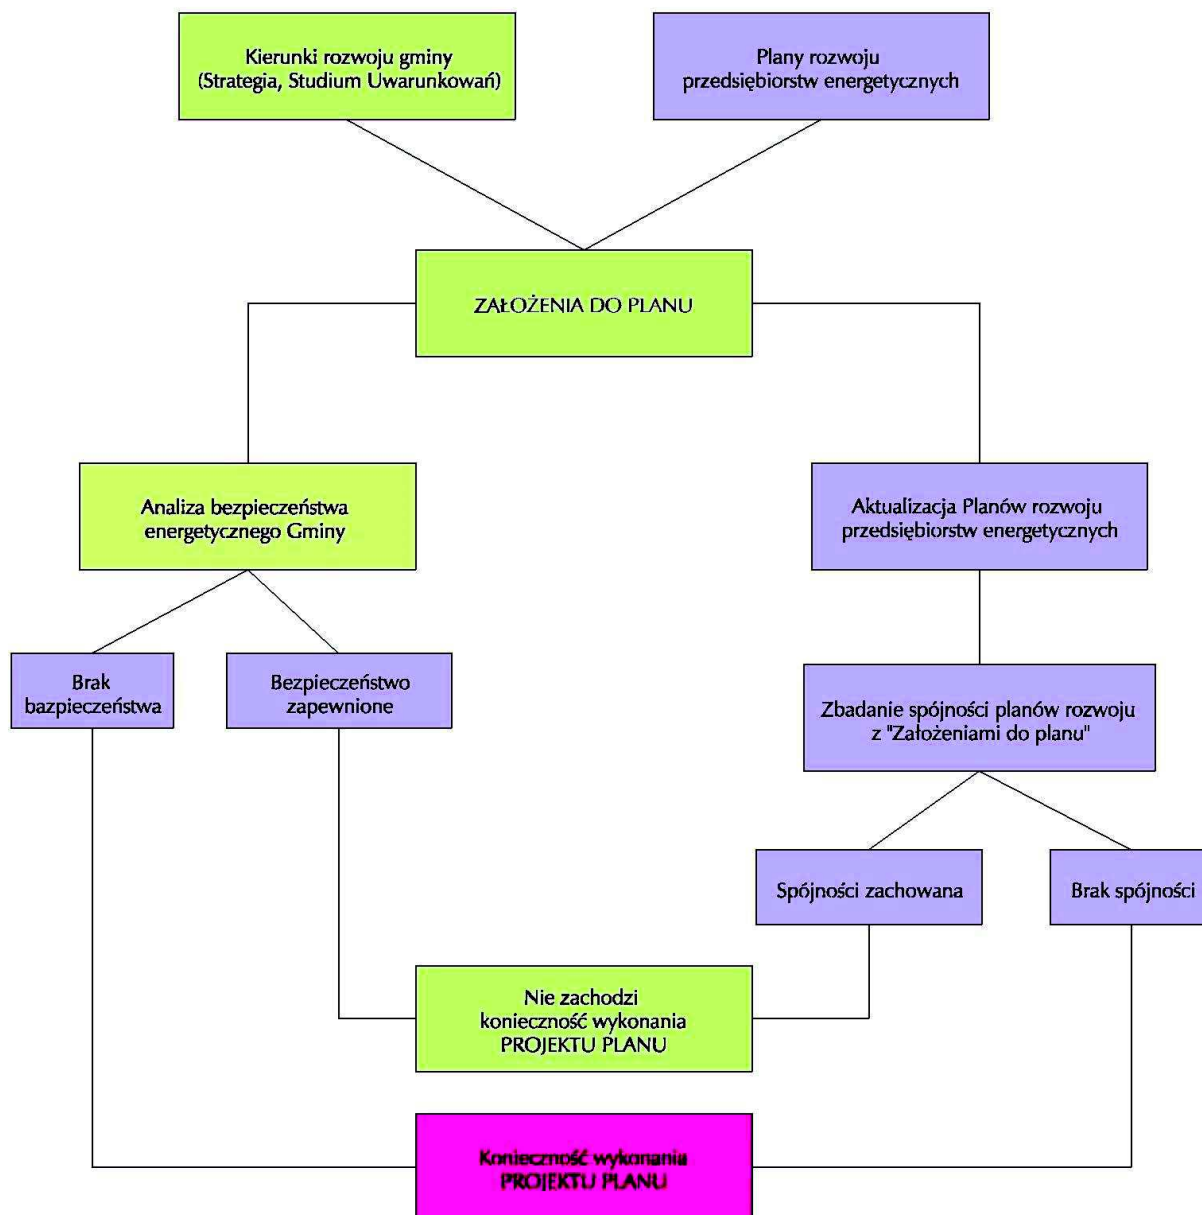 Kierunki rozwoju gminy
(Strategia, Studium Uwarunkowań)
Plany rozwoju
przedsiębiorstw energetycznych
ZAŁOŻENIA DO PLANU
Analiza bezpieczeństwa
energetycznego Gminy
Aktualizacja Planów rozwoju
przedsiębiorstw energetycznych
Brak
bazpieczeństwa
Bezpieczeństwo
zapewnione
Zbadanie spójności planów rozwoju
z "Założeniami do planu"
Spójności zachowana
Brak spójności
Nie zachodzi
konieczność wykonania
PROJEKTU PLANU
Konieczność wykonania
PROJEKTU PLANU